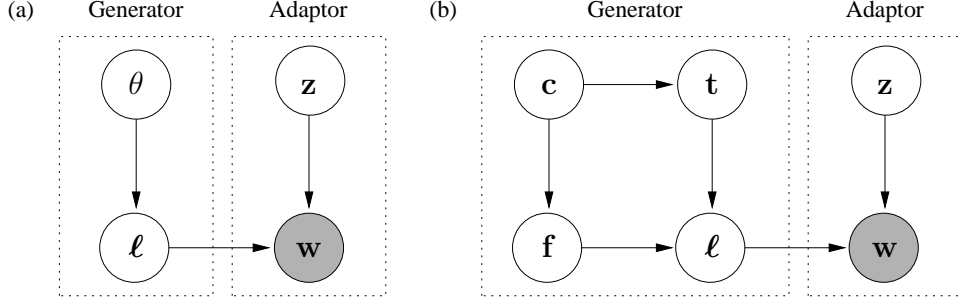 (a) Generator Adaptor (b) Generator Adaptor
θ z c t z
ℓ w f ℓ w